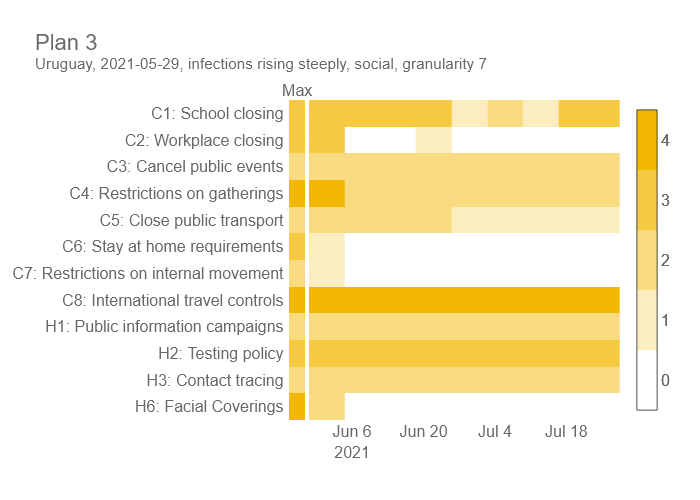 Plan 3
Uruguay, 2021-05-29, infections rising steeply, social, granularity 7
Max
C1: School closing
C2: Workplace closing
C3: Cancel public events
C4: Restrictions on gatherings
C5: Close public transport
C6: Stay at home requirements
C7: Restrictions on internal movement
C8: International travel controls
H1: Public information campaigns
H2: Testing policy
H3: Contact tracing
H6: Facial Coverings
Jun 6 Jun 20 Jul 4 Jul 18
2021
4
3
2
1
0